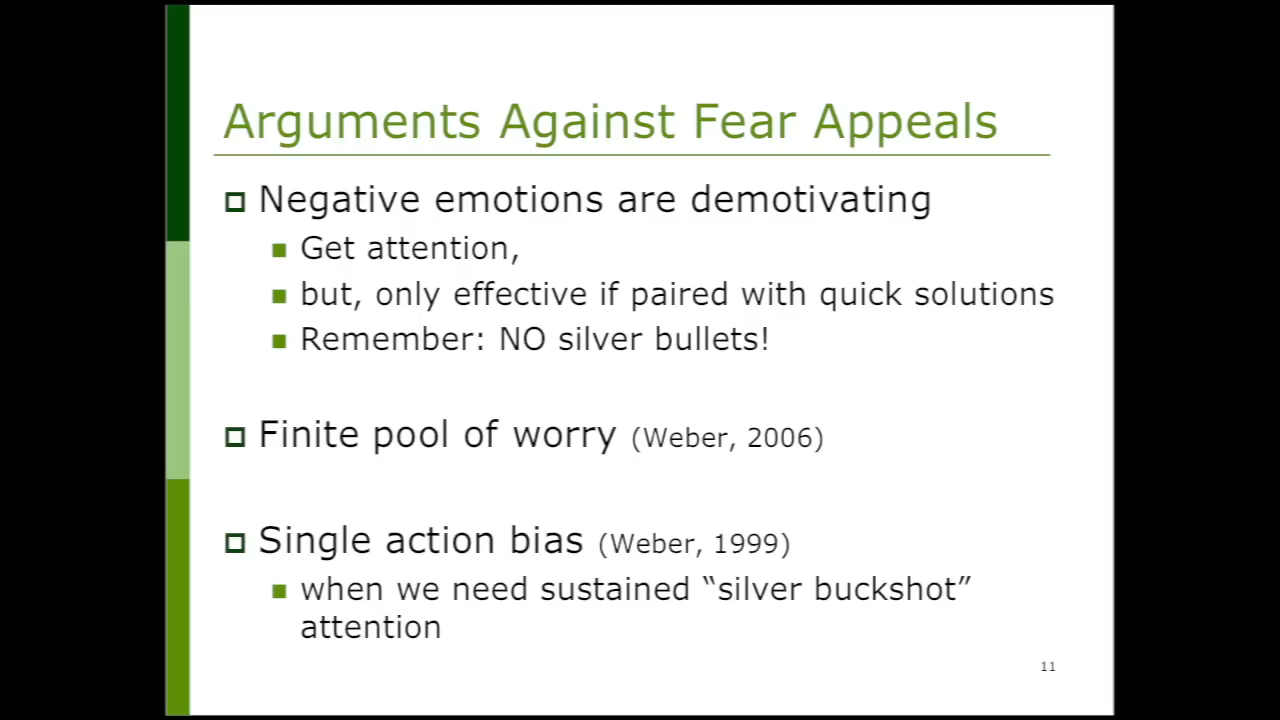 Arguments Against Fear Appeals
Negative emotions are demotivating
Get attention,
but, only effective if paired with quick solutions
Remember: NO silver bullets!
Finite pool of worry (Weber, 2006)
Single action bias (Weber, 1999)
when we need sustained “silver buckshot”
attention
11